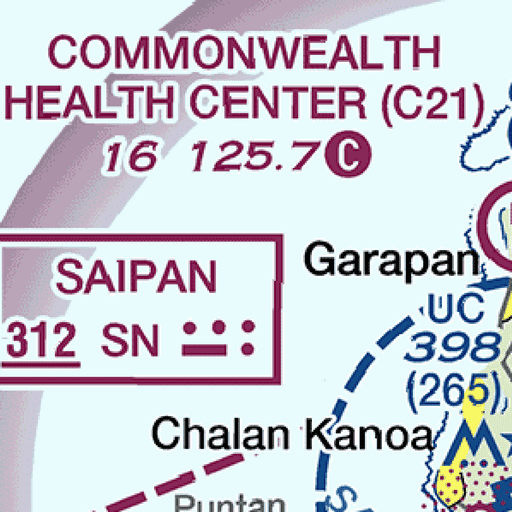 COMMONWEALTH
HEALTH CENTER (C21)
16 125.7 C
Garapan
SAIPAN
312 SN
UC
398
(265)
Chalan Kanoa
Puntan